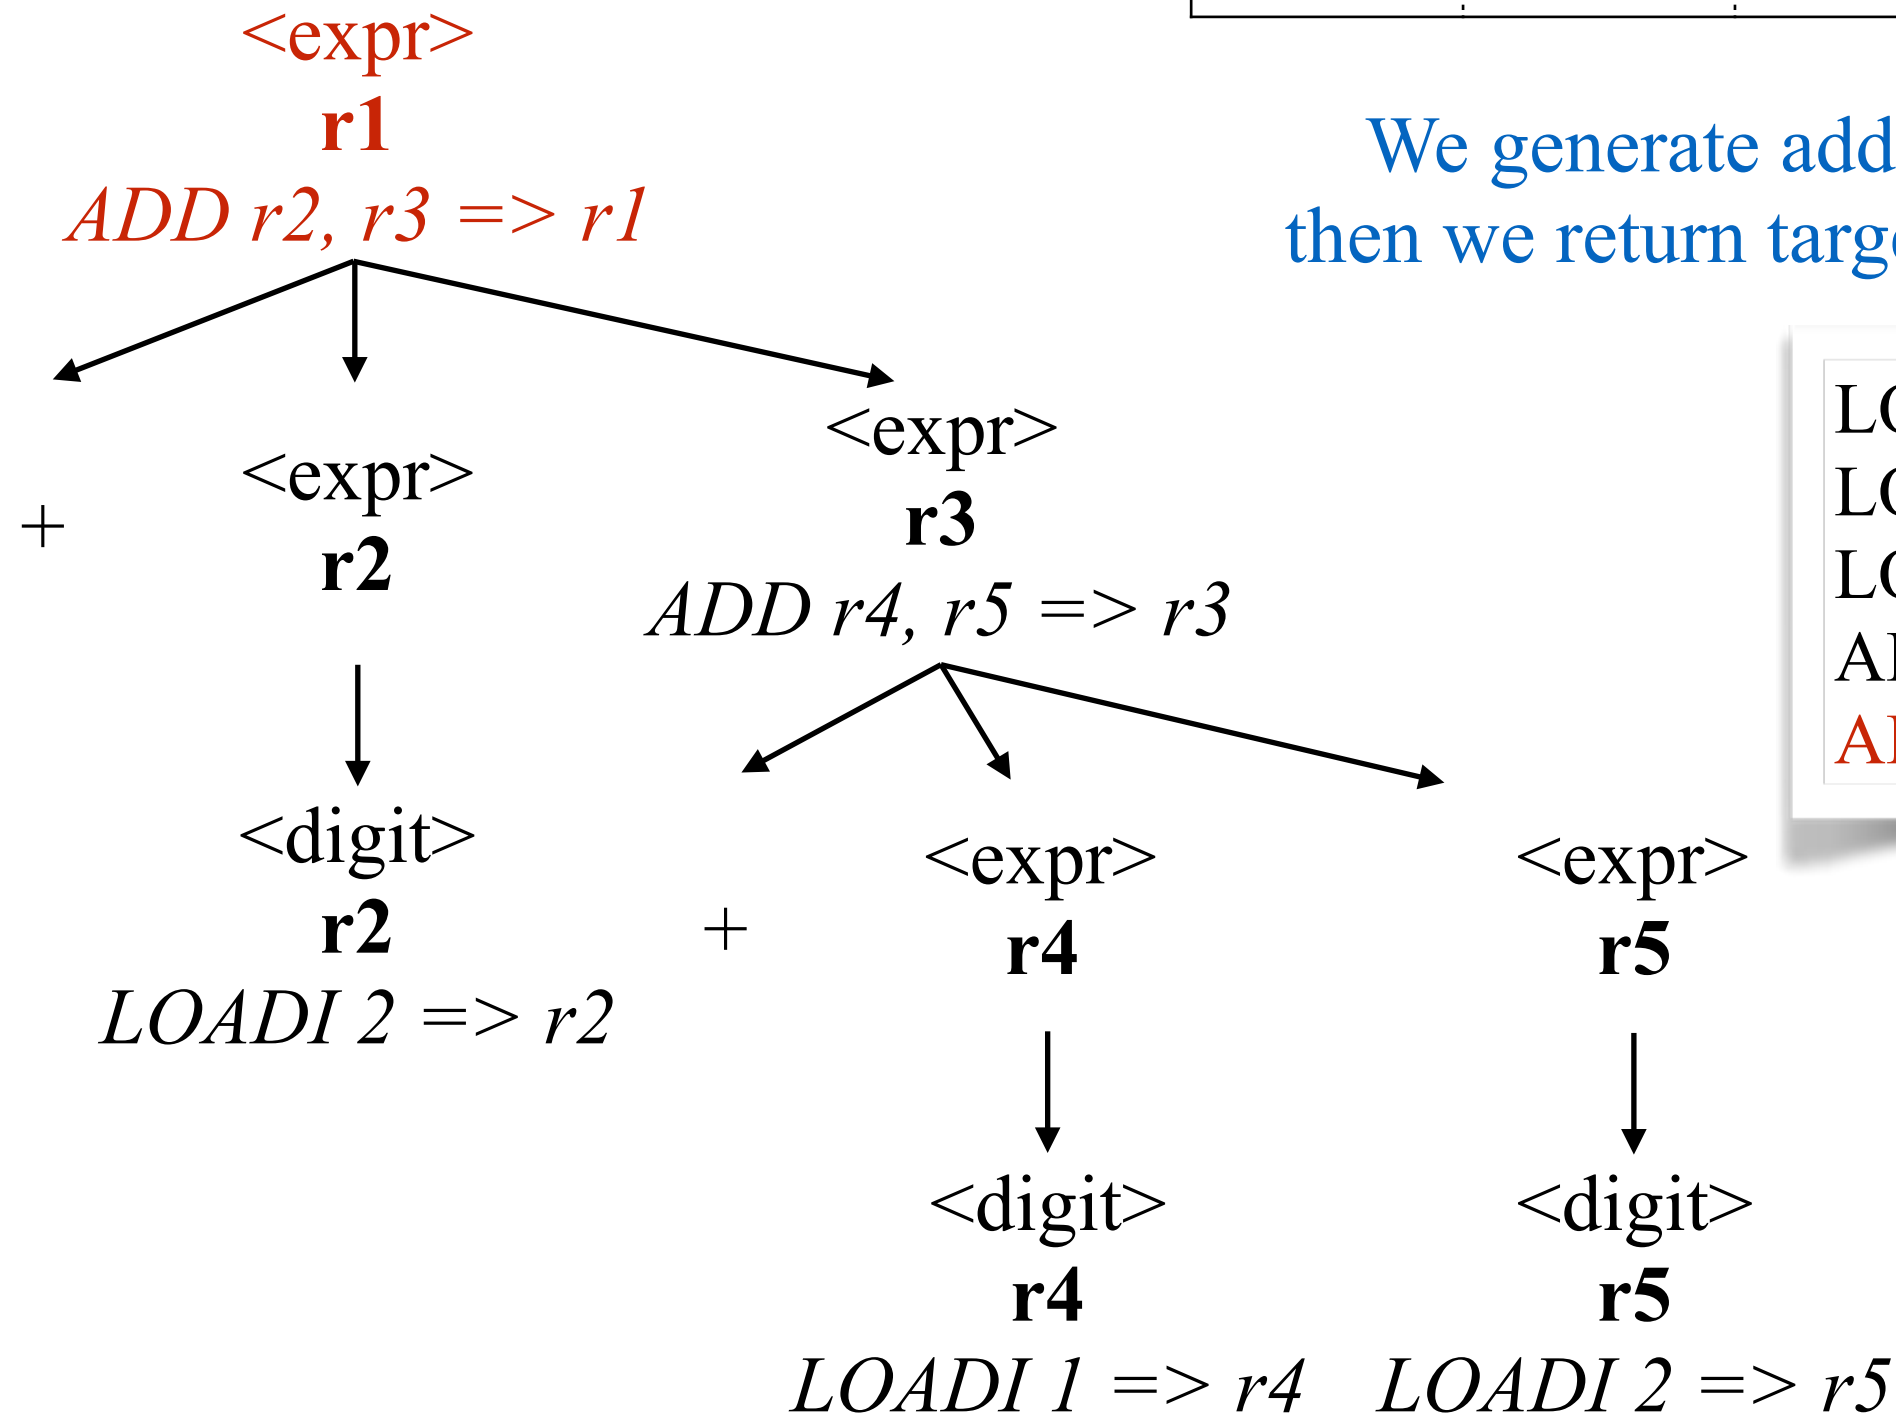 <expr>
r1
ADD r2, r3 => r1
We generate add
then we return
+
<expr>
r2
<expr>
r3
ADD r4, r5 => r3
<digit>
r2
LOADI 2 => r2
+
<expr>
r4
<expr>
r5
<digit>
r4
LOADI 1 => r4
<digit>
r5
LOADI 2 => r5